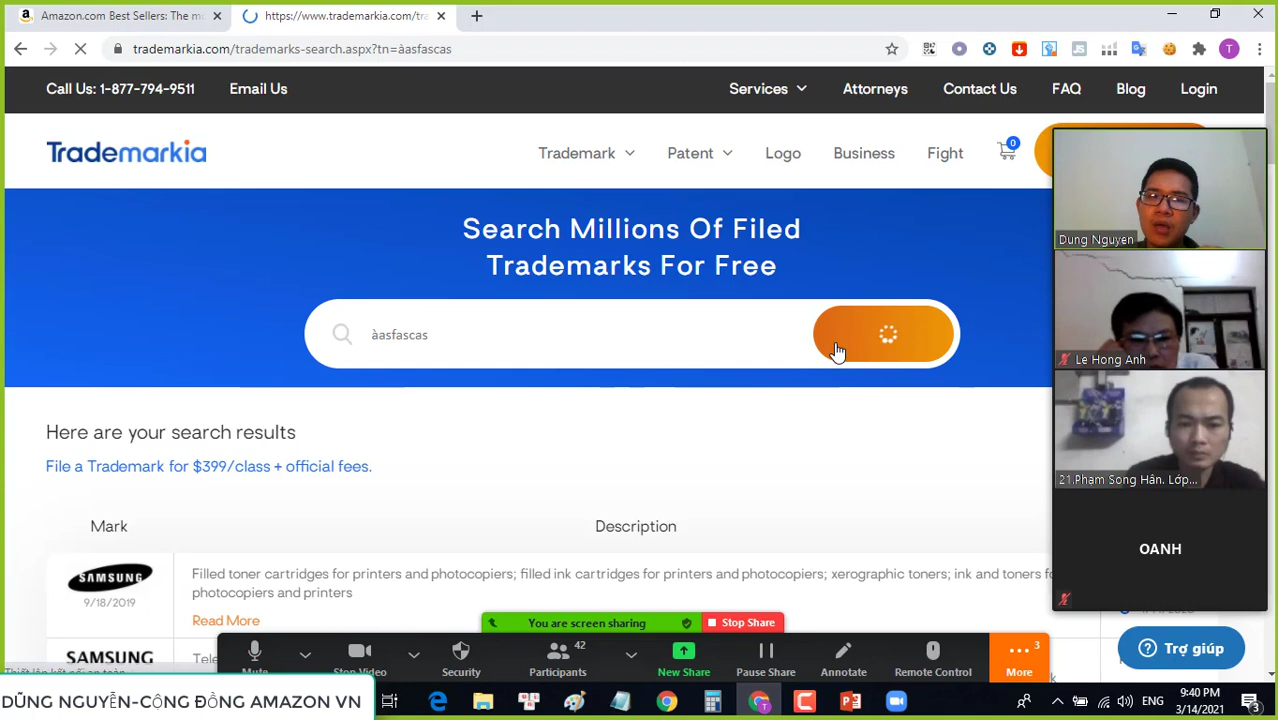 Amazon.com Best Sellers: The mo
https://www.trademarkia.com/tra
trademarkia.com/trademarks-search.aspx?tn=àasfascas
JS
T
Call Us: 1-877-794-9511 Email Us Services Attorneys Contact Us FAQ Blog Login
Trademarkia Trademark Patent Logo Business Fight 0
Search Millions Of Filed
Trademarks For Free
àasfascas
Dung Nguyen
Le Hong Anh
21.Phạm Song Hân. Lớp...
OANH
Here are your search results
File a Trademark for $399/class + official fees.
Mark Description
SAMSUNG
9/18/2019
Filled toner cartridges for printers and photocopiers; filled ink cartridges for printers and photocopiers; xerographic toners; ink and toners fo
photocopiers and printers
Read More
SAMSUNG
You are screen sharing Stop Share
42
3
Mute Stop Video Security Participants New Share Pause Share Annotate Remote Control More
Trợ giúp
DŨNG NGUYỄN-CỘNG ĐỒNG AMAZON VN
ENG
9:40 PM
3/14/2021
3